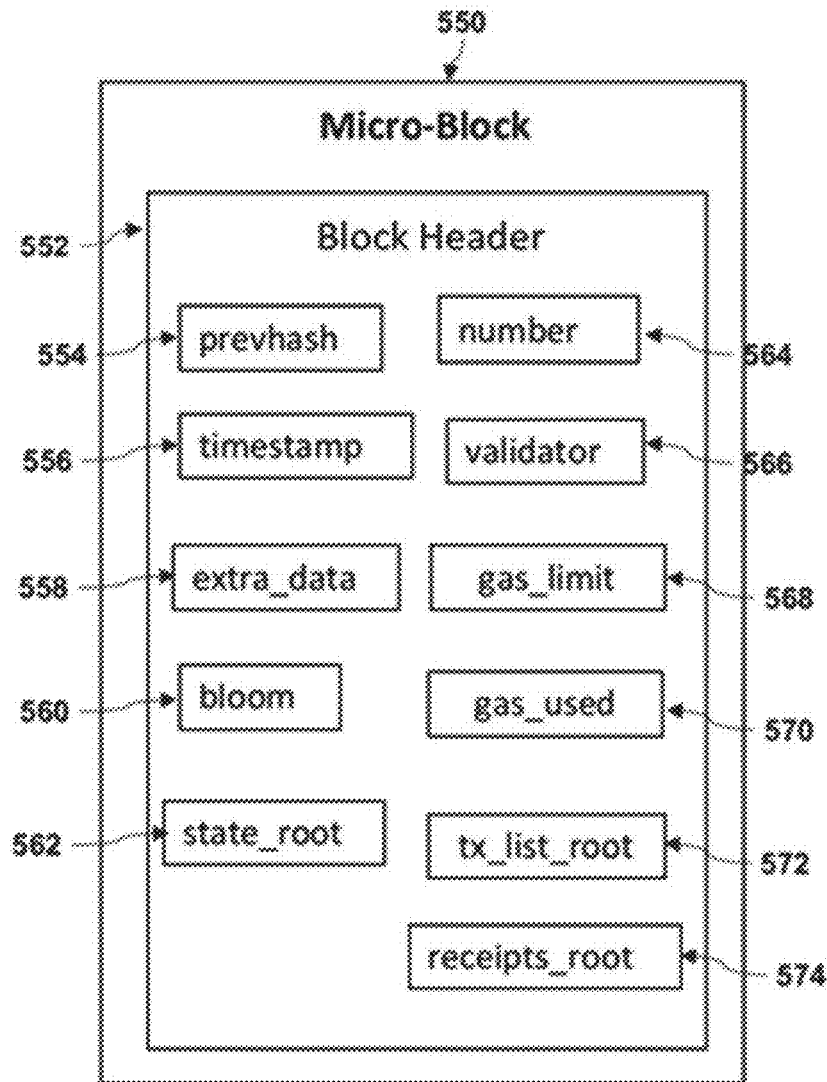 550
Micro-Block
552
Block Header
554
prevhash
number
564
556
timestamp
validator
566
558
extra_data
gas_limit
568
560
bloom
gas_used
570
562
state_root
tx_list_root
572
receipts_root
574